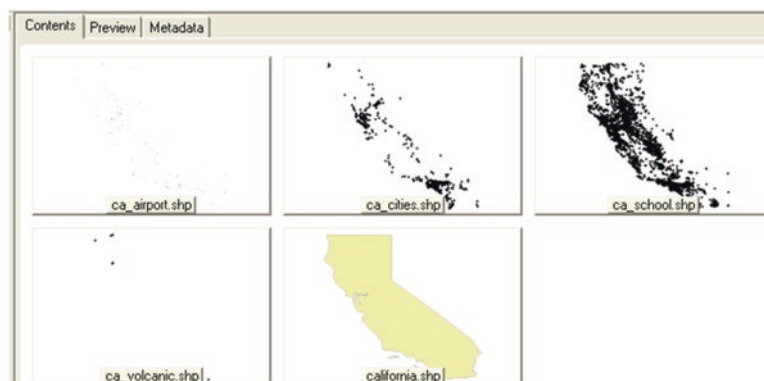 Contents Preview Metadata
ca_airport.shp ca_cities.shp ca_school.shp
ca_volcanic.shp california.shp